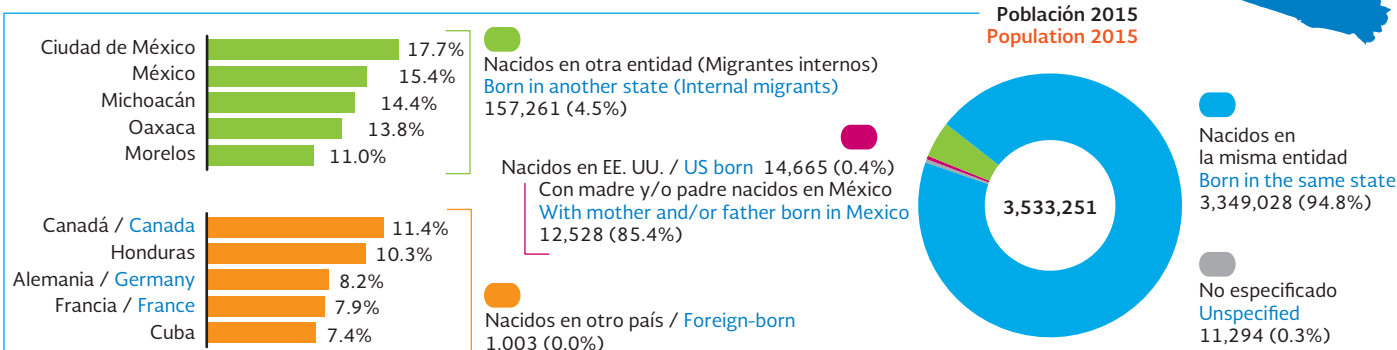 Población 2015
Population 2015
Ciudad de México 17.7%
México 15.4%
Michoacán 14.4%
Oaxaca 13.8%
Morelos 11.0%
Nacidos en otra entidad (Migrantes internos)
Born in another state (Internal migrants)
157,261 (4.5%)
Nacidos en EE. UU. / US born 14,665 (0.4%)
Con madre y/o padre nacidos en México
With mother and/or father born in Mexico
12,528 (85.4%)
Canadá / Canada 11.4%
Honduras 10.3%
Alemania / Germany 8.2%
Francia / France 7.9%
Cuba 7.4%
Nacidos en otro país / Foreign-born
1,003 (0.0%)
3,533,251
Nacidos en
la misma entidad
Born in the same state
3,349,028 (94.8%)
No especificado
Unspecified
11,294 (0.3%)